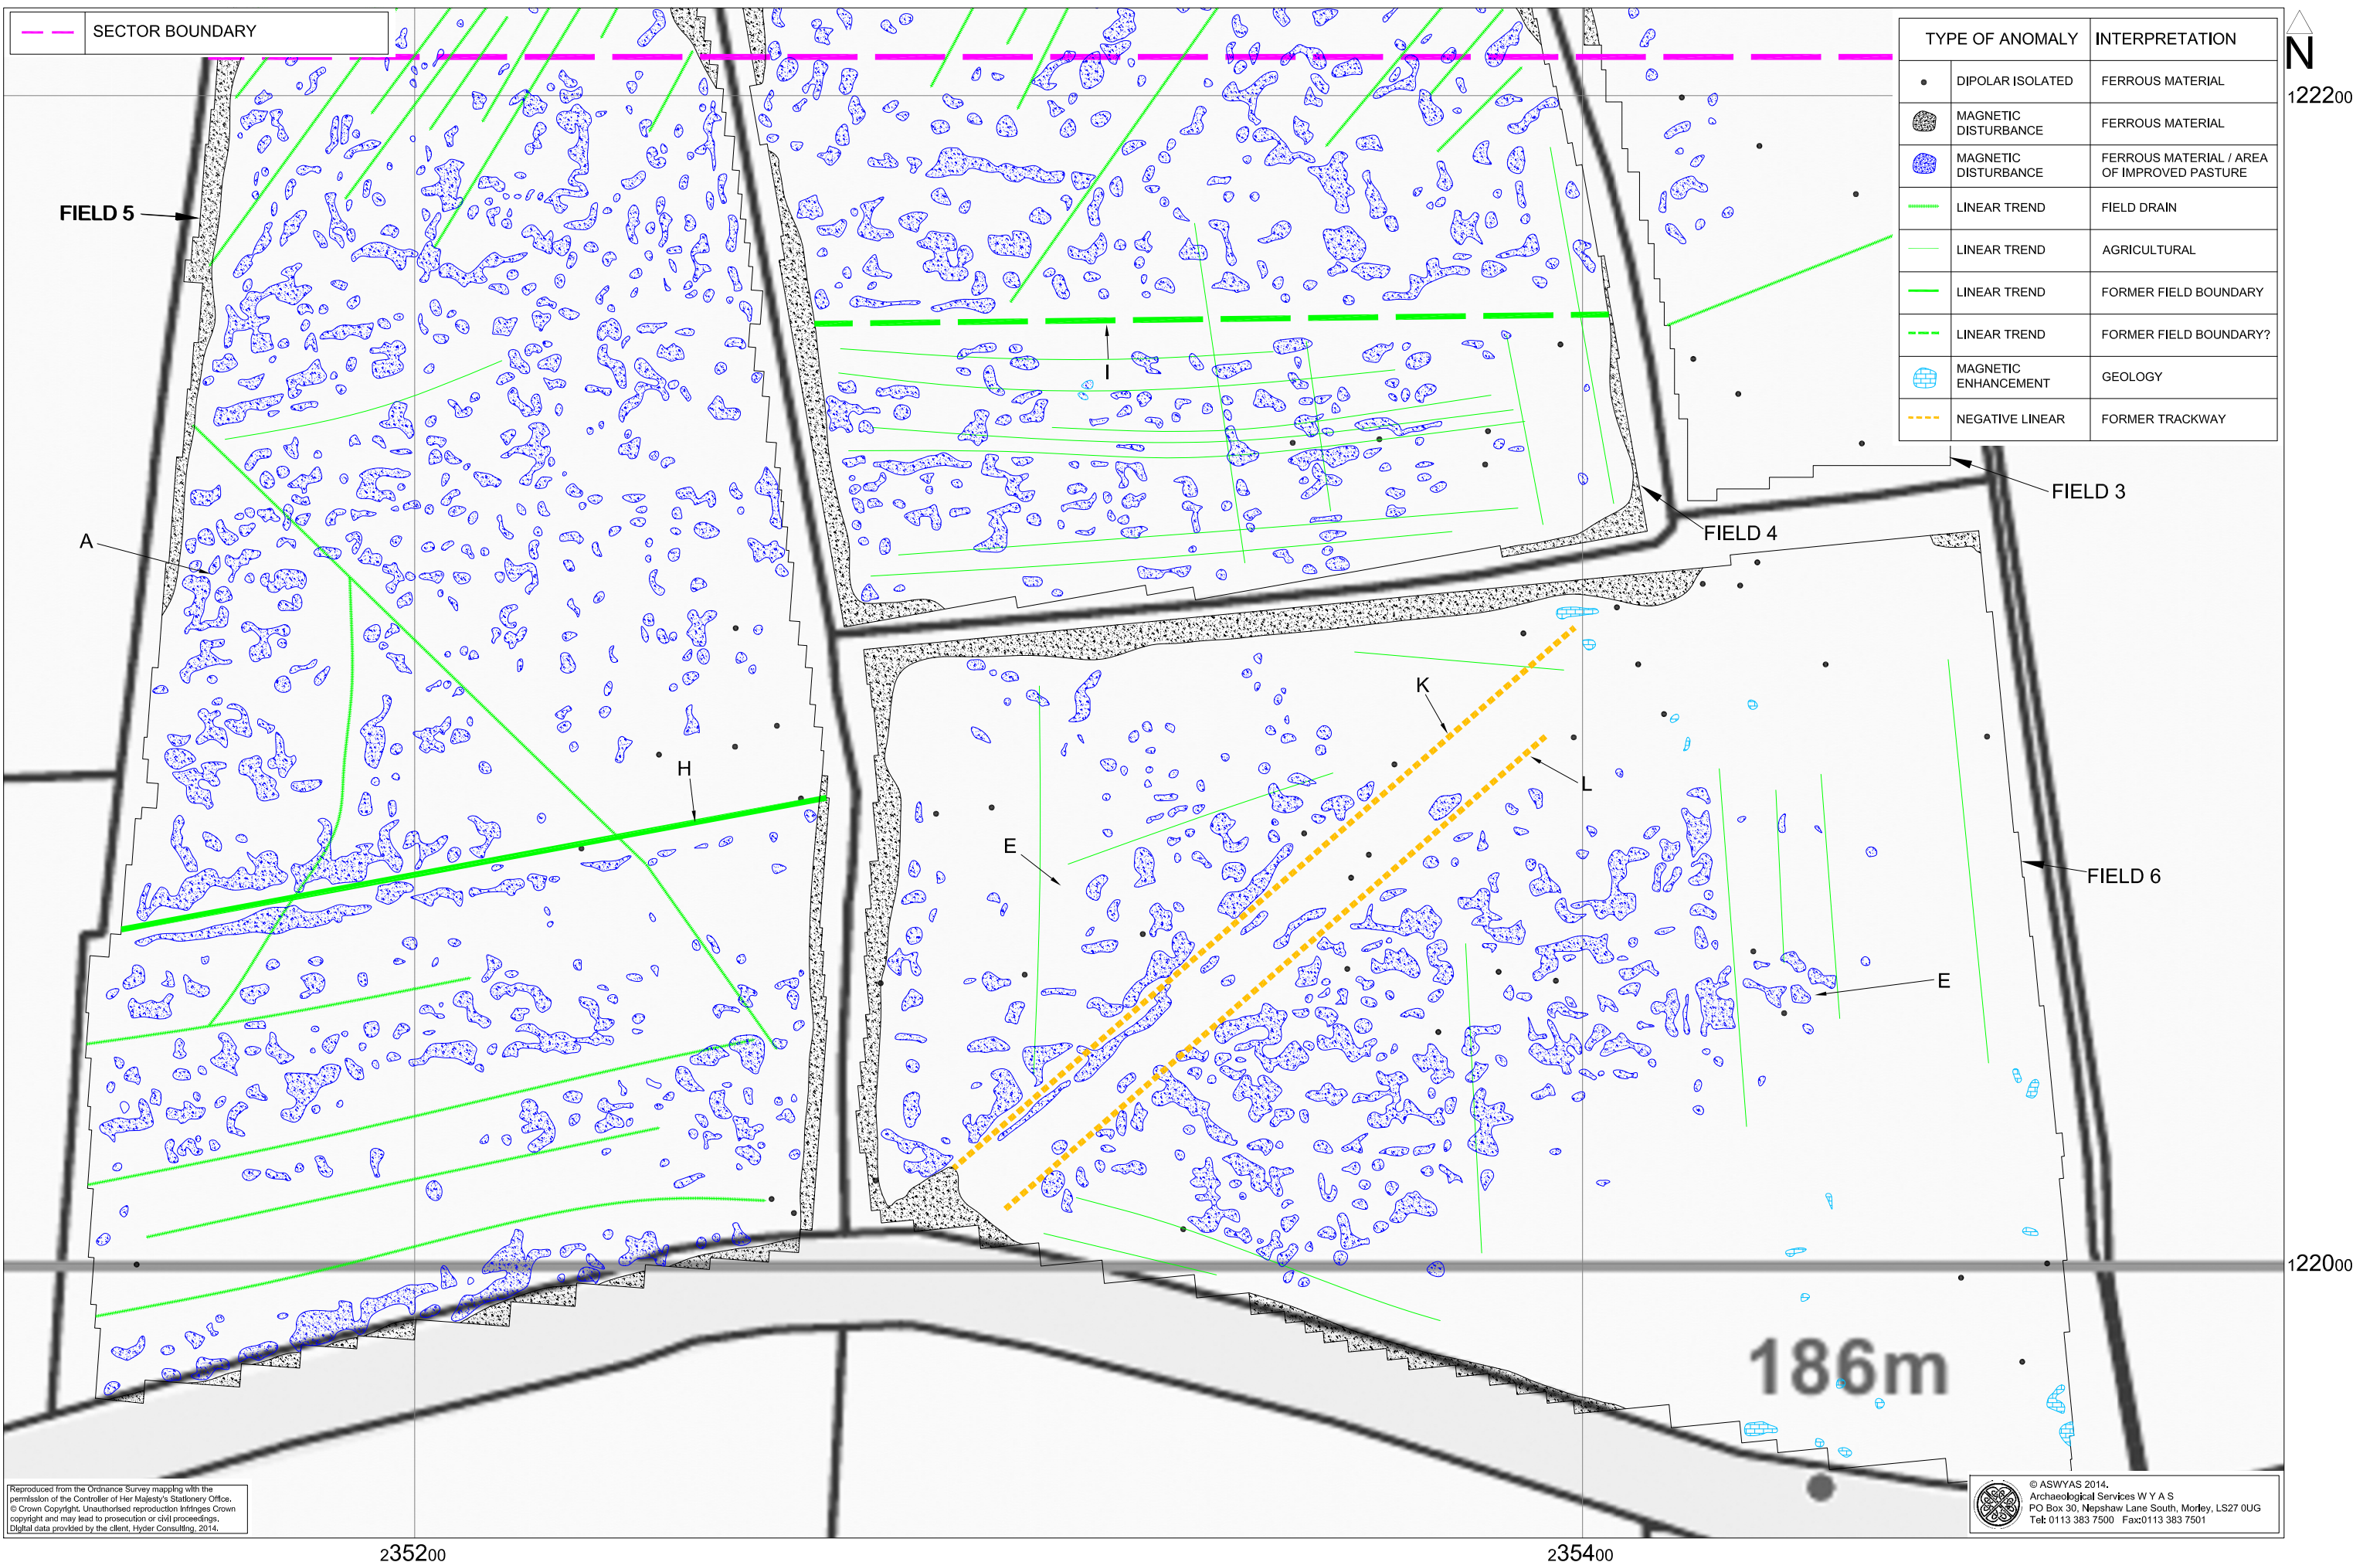 SECTOR BOUNDARY
TYPE OF ANOMALY INTERPRETATION
DIPOLAR ISOLATED FERROUS MATERIAL
MAGNETIC DISTURBANCE FERROUS MATERIAL
MAGNETIC DISTURBANCE FERROUS MATERIAL / AREA OF IMPROVED PASTURE
LINEAR TREND FIELD DRAIN
LINEAR TREND AGRICULTURAL
LINEAR TREND FORMER FIELD BOUNDARY
LINEAR TREND FORMER FIELD BOUNDARY?
MAGNETIC ENHANCEMENT GEOLOGY
NEGATIVE LINEAR FORMER TRACKWAY
N
122200
FIELD 5
I
FIELD 3
FIELD 4
A
K
H
L
E
FIELD 6
E
122000
186m
Reproduced from the Ordnance Survey mapping with the
permission of the Controller of Her Majesty's Stationery Office.
© Crown Copyright. Unauthorised reproduction infringes Crown
copyright and may lead to prosecution or civil proceedings.
Digital data provided by the client, Hyder Consulting, 2014.
© ASWYAS 2014.
Archaeological Services W Y A S
PO Box 30, Nepshaw Lane South, Morley, LS27 0UG
Tel: 0113 383 7500 Fax:0113 383 7501
235200
235400